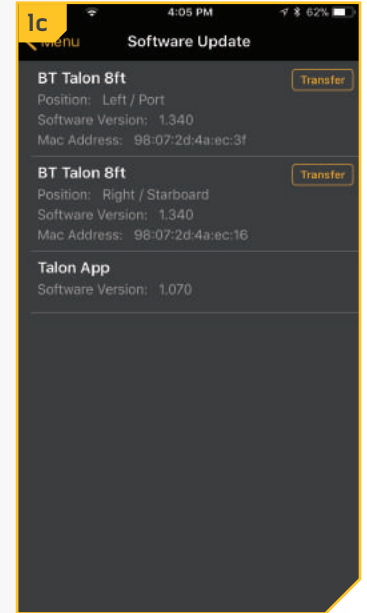 1c
4:05 PM
62%
Menu
Software Update
BT Talon 8ft
Transfer
Position: Left / Port
Software Version: 1.340
Mac Address: 98:07:2d:4a:ec:3f
BT Talon 8ft
Transfer
Position: Right / Starboard
Software Version: 1.340
Mac Address: 98:07:2d:4a:ec:16
Talon App
Software Version: 1.070